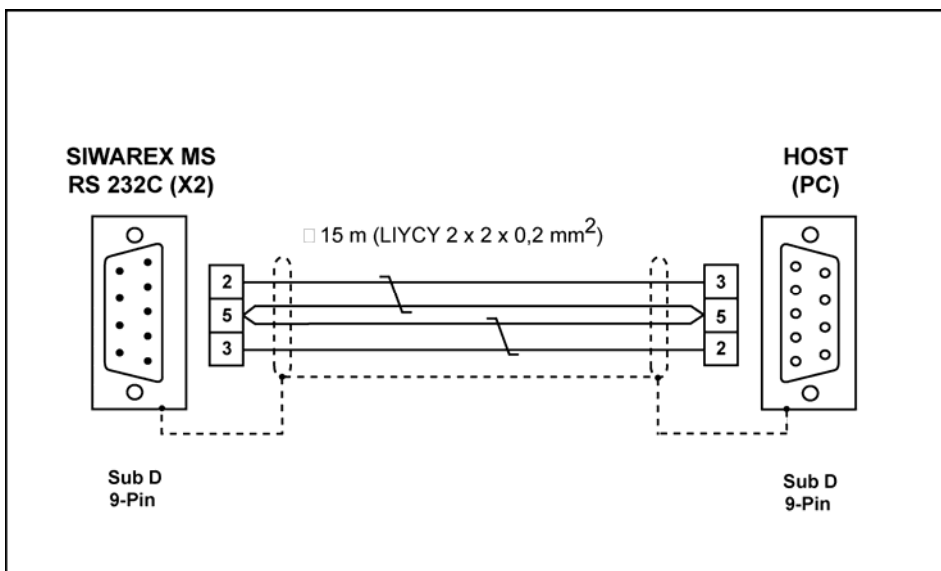 SIWAREX MS
RS 232C (X2)
HOST
(PC)
□ 15 m (LIYCY 2 x 2 x 0,2 mm²)
2
3
5
5
3
2
Sub D
9-Pin
Sub D
9-Pin